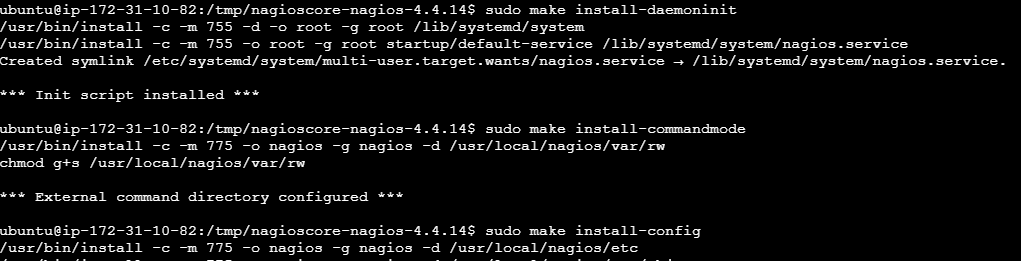 ubuntu@ip-172-31-10-82:/tmp/nagioscore-nagios-4.4.14$ sudo make install-daemoninit
/usr/bin/install -c -m 755 -d -o root -g root /lib/systemd/system
/usr/bin/install -c -m 755 -o root -g root startup/default-service /lib/systemd/system/nagios.service
Created symlink /etc/systemd/system/multi-user.target.wants/nagios.service → /lib/systemd/system/nagios.service.
*** Init script installed ***
ubuntu@ip-172-31-10-82:/tmp/nagioscore-nagios-4.4.14$ sudo make install-commandmode
/usr/bin/install -c -m 775 -o nagios -g nagios -d /usr/local/nagios/var/rw
chmod g+s /usr/local/nagios/var/rw
*** External command directory configured ***
ubuntu@ip-172-31-10-82:/tmp/nagioscore-nagios-4.4.14$ sudo make install-config
/usr/bin/install -c -m 775 -o nagios -g nagios -d /usr/local/nagios/etc